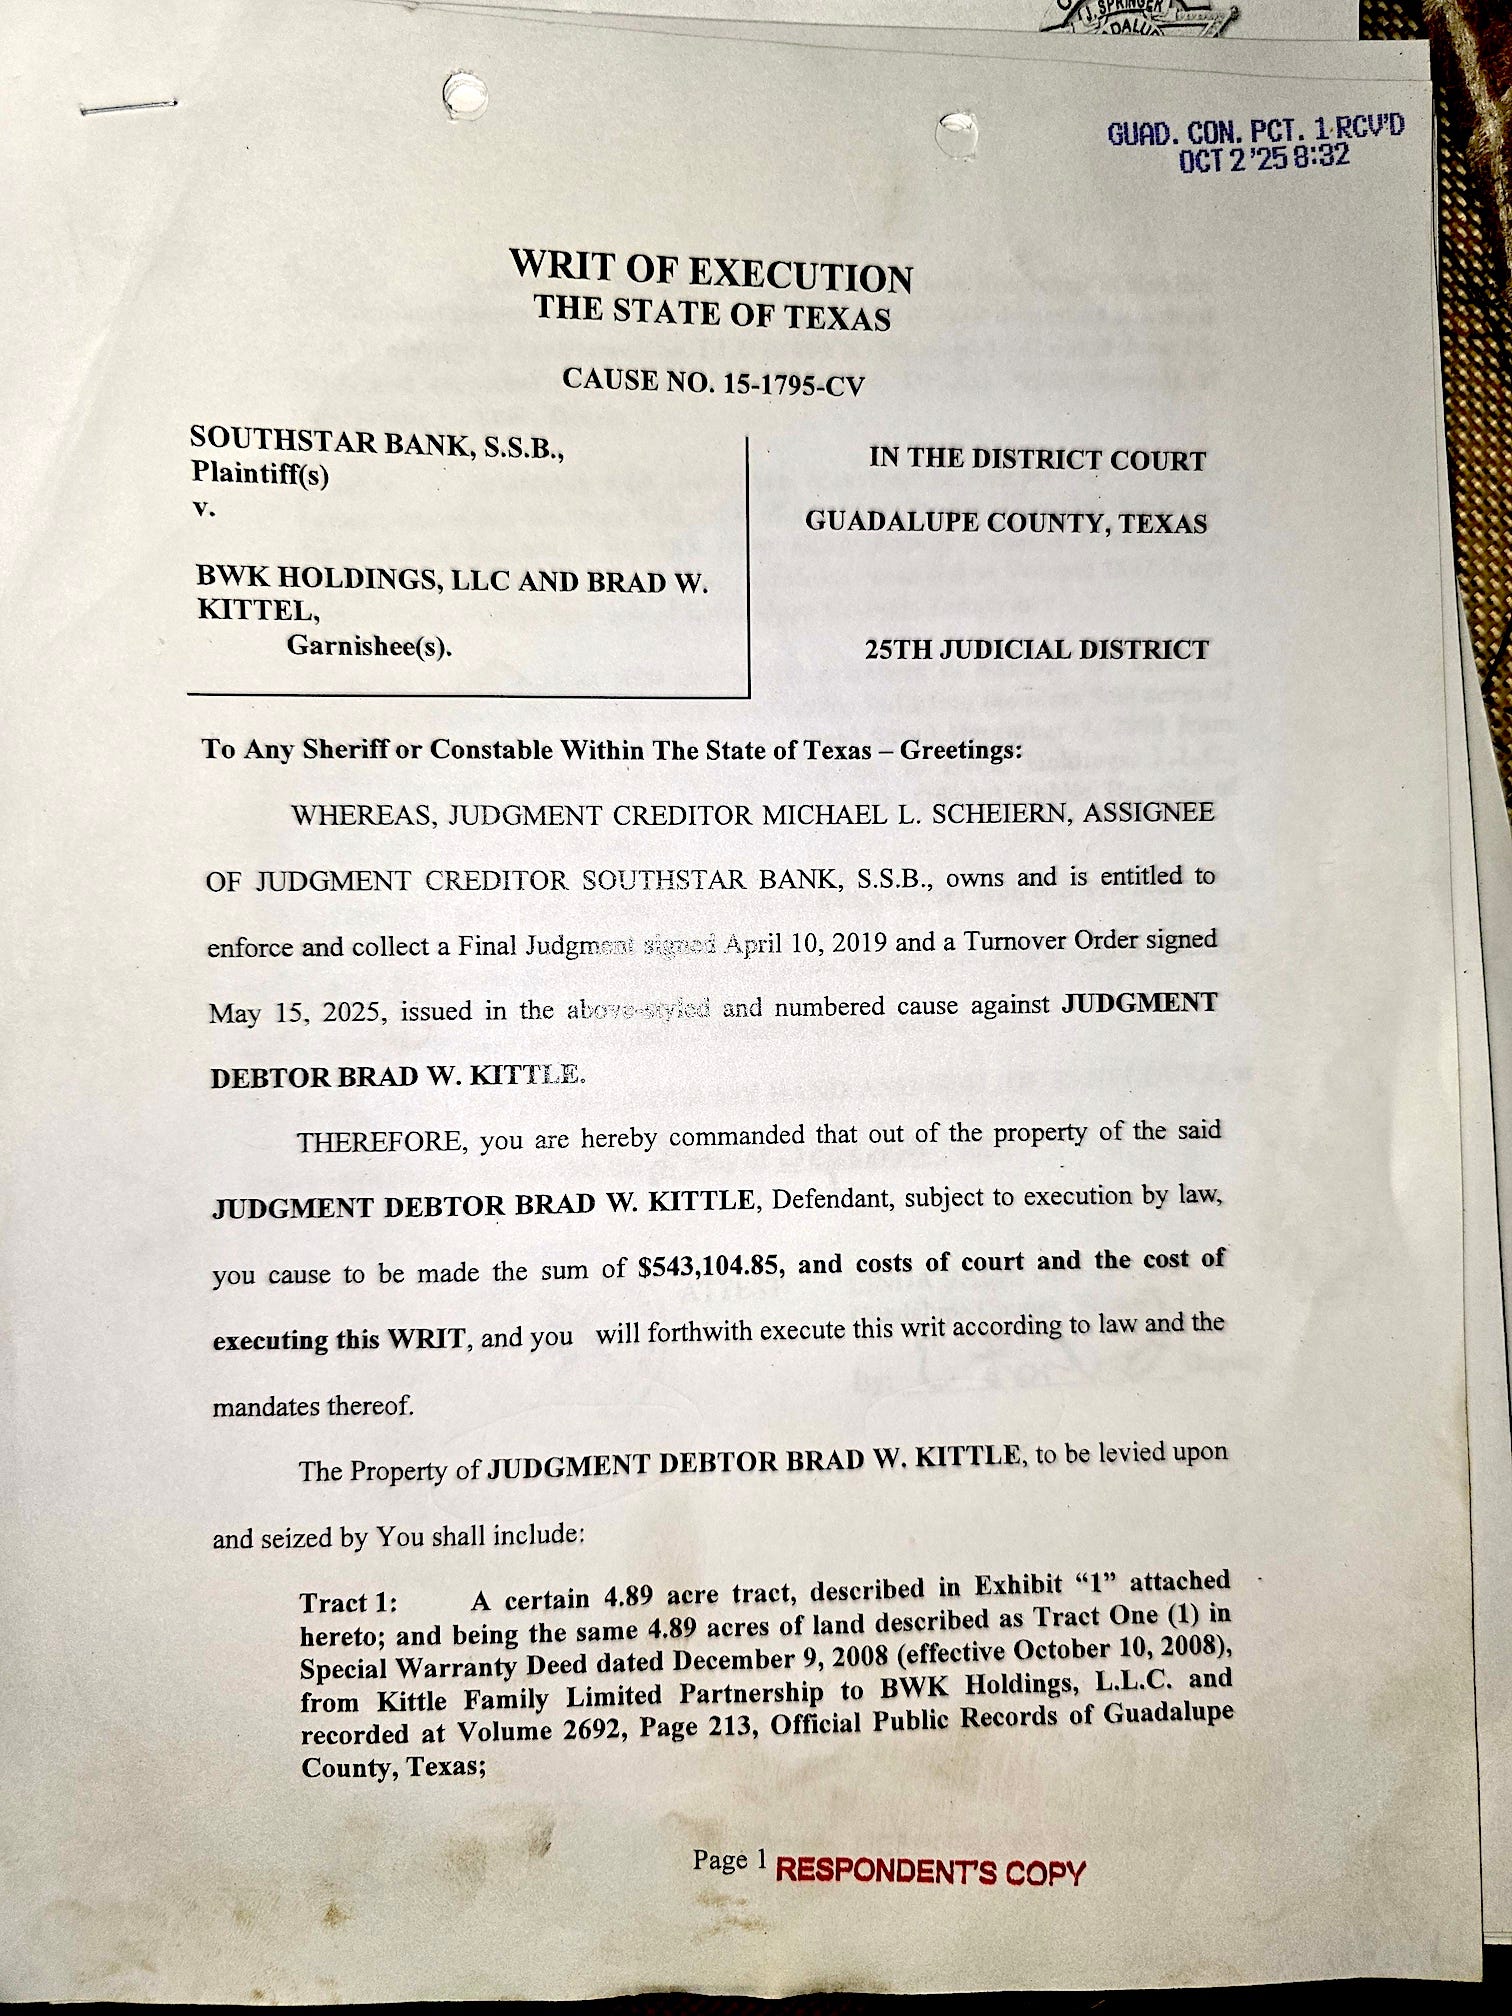 J. SPRINGER
GUAD. CON. PCT. 1 RCV'D
OCT 2 '25 8:32
WRIT OF EXECUTION
THE STATE OF TEXAS
CAUSE NO. 15-1795-CV
SOUTHSTAR BANK, S.S.B.,
Plaintiff(s)
v.
BWK HOLDINGS, LLC AND BRAD W.
KITTEL,
Garnishee(s).
IN THE DISTRICT COURT
GUADALUPE COUNTY, TEXAS
25TH JUDICIAL DISTRICT
To Any Sheriff or Constable Within The State of Texas – Greetings:
WHEREAS, JUDGMENT CREDITOR MICHAEL L. SCHEIERN, ASSIGNEE
OF JUDGMENT CREDITOR SOUTHSTAR BANK, S.S.B., owns and is entitled to
enforce and collect a Final Judgment signed April 10, 2019 and a Turnover Order signed
May 15, 2025, issued in the above-styled and numbered cause against JUDGMENT
DEBTOR BRAD W. KITTLE.
THEREFORE, you are hereby commanded that out of the property of the said
JUDGMENT DEBTOR BRAD W. KITTLE, Defendant, subject to execution by law,
you cause to be made the sum of $543,104.85, and costs of court and the cost of
executing this WRIT, and you will forthwith execute this writ according to law and the
mandates thereof.
The Property of JUDGMENT DEBTOR BRAD W. KITTLE, to be levied upon
and seized by You shall include:
Tract 1: A certain 4.89 acre tract, described in Exhibit “1” attached
hereto; and being the same 4.89 acres of land described as Tract One (1) in
Special Warranty Deed dated December 9, 2008 (effective October 10, 2008),
from Kittle Family Limited Partnership to BWK Holdings, L.L.C. and
recorded at Volume 2692, Page 213, Official Public Records of Guadalupe
County, Texas;
Page 1 RESPONDENT'S COPY